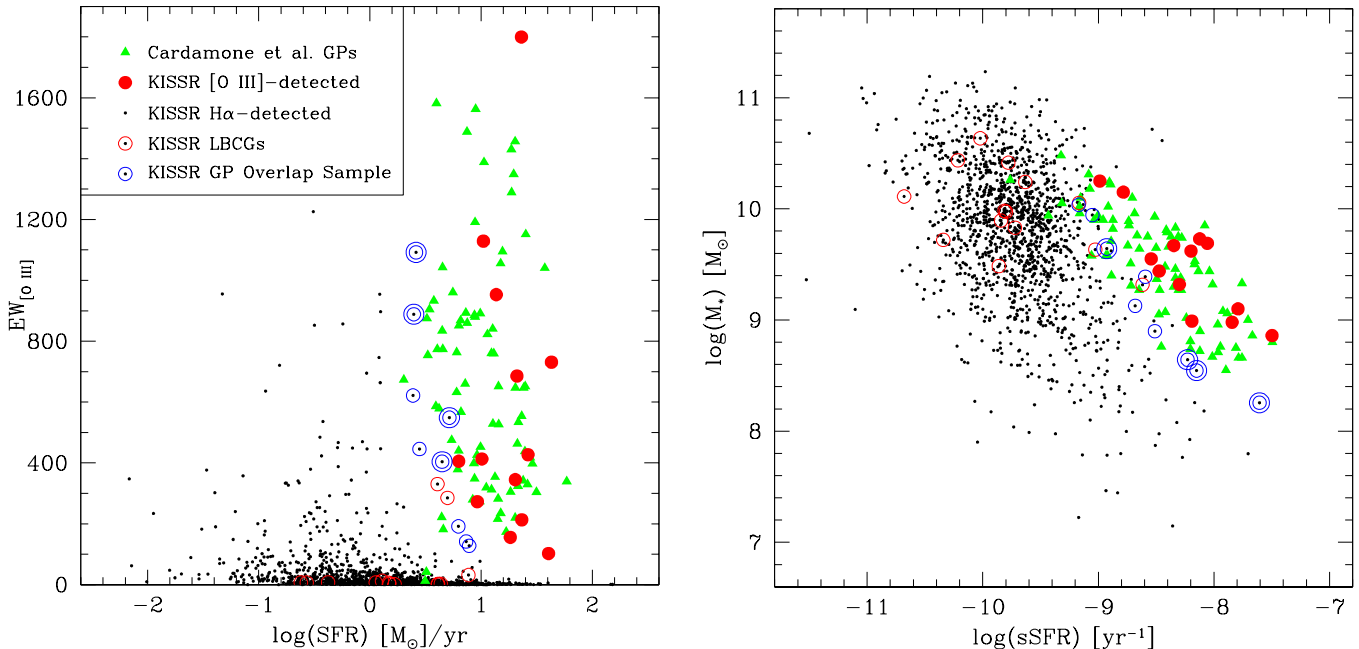 Cardamone et al. GPs
KISSR [O III]-detected
KISSR Hα-detected
KISSR LBCGs
KISSR GP Overlap Sample
1600
1200
800
400
0
EW[O III]
-2 -1 0 1 2
log(SFR) [M⊙]/yr
11
10
9
8
7
log(M*) [M⊙]
-11 -10 -9 -8 -7
log(sSFR) [yr⁻¹]